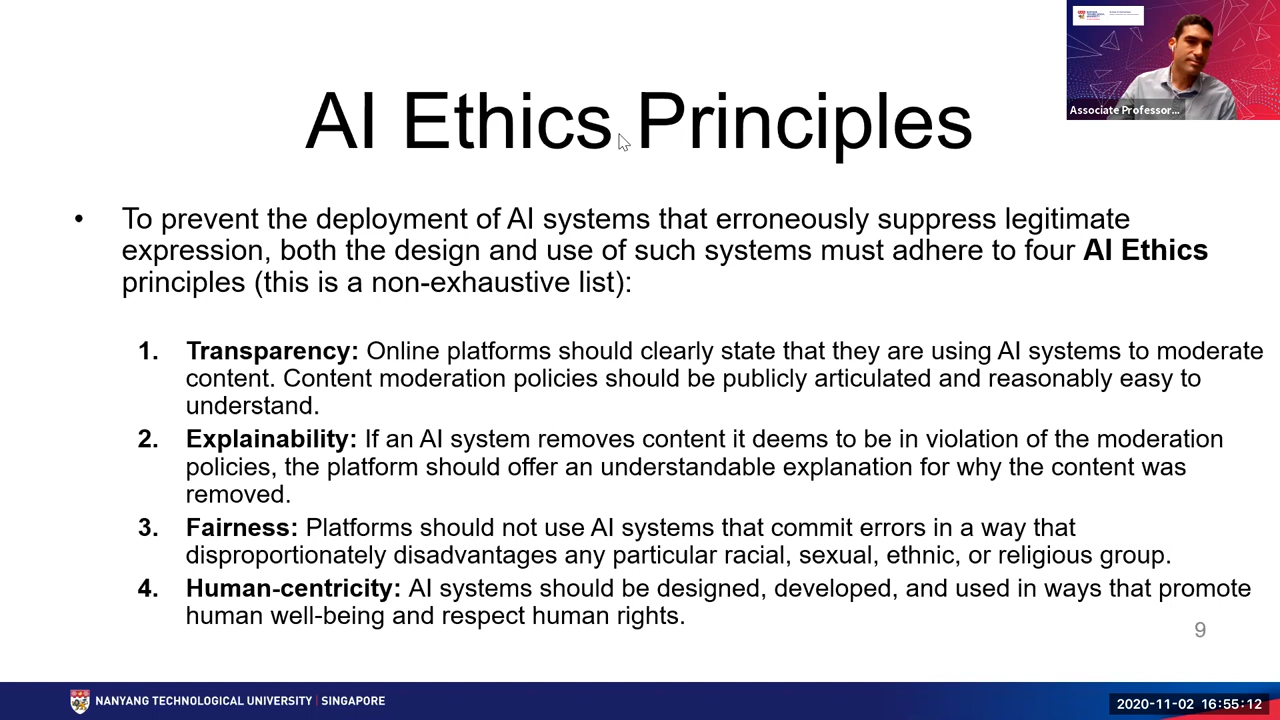 AI Ethics Principles
• To prevent the deployment of AI systems that erroneously suppress legitimate
expression, both the design and use of such systems must adhere to four AI Ethics
principles (this is a non-exhaustive list):
1. Transparency: Online platforms should clearly state that they are using AI systems to moderate
content. Content moderation policies should be publicly articulated and reasonably easy to
understand.
2. Explainability: If an AI system removes content it deems to be in violation of the moderation
policies, the platform should offer an understandable explanation for why the content was
removed.
3. Fairness: Platforms should not use AI systems that commit errors in a way that
disproportionately disadvantages any particular racial, sexual, ethnic, or religious group.
4. Human-centricity: AI systems should be designed, developed, and used in ways that promote
human well-being and respect human rights.
9
Associate Professor...
NANYANG TECHNOLOGICAL UNIVERSITY | SINGAPORE
2020-11-02 16:55:12